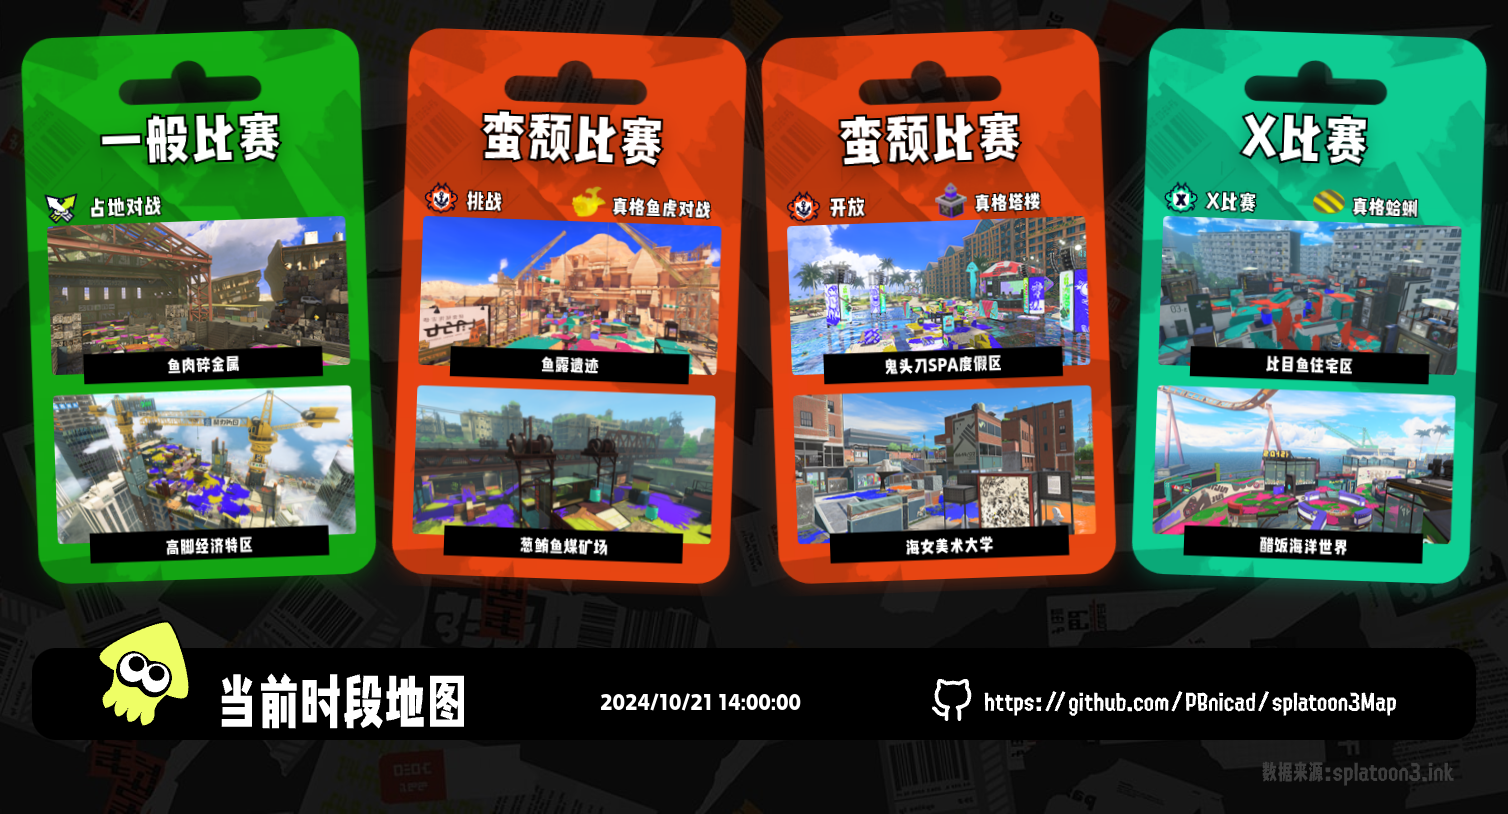 一般比赛
占地对战
鱼肉碎金属
高脚经济特区
蛮颓比赛
挑战
真格鱼虎对战
鱼露遗迹
葱鲔鱼煤矿场
蛮颓比赛
开放
真格塔楼
鬼头刀SPA度假区
海女美术大学
X比赛
X比赛
真格蛤蜊
比目鱼住宅区
醋饭海洋世界
当前时段地图
2024/10/21 14:00:00
https://github.com/PBnicad/splatoon3Map
数据来源:splatoon3.ink